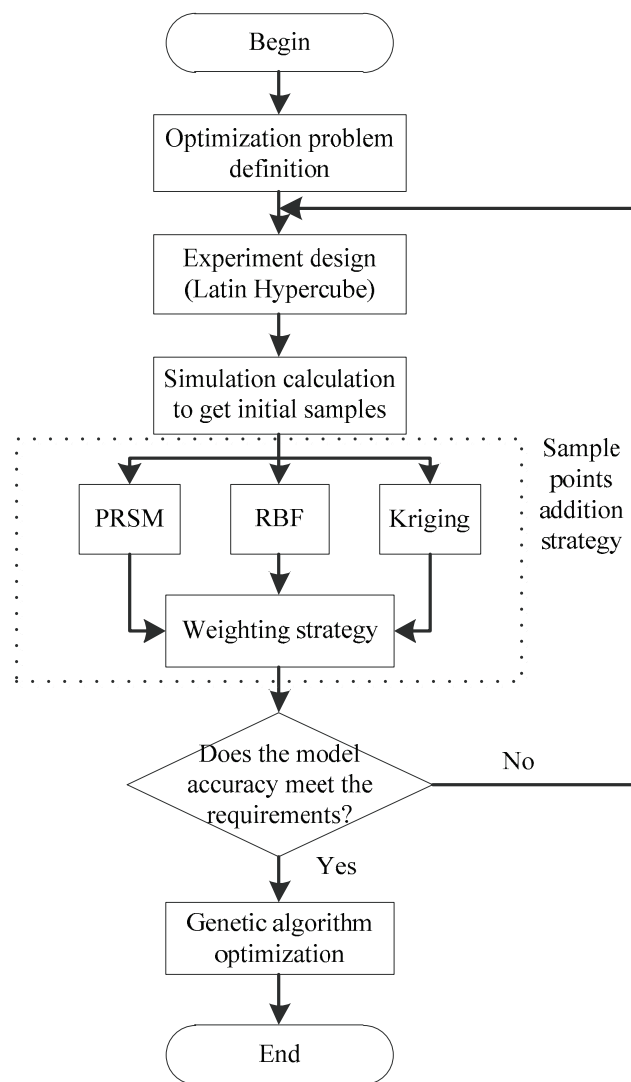 Begin
Optimization problem
definition
Experiment design
(Latin Hypercube)
Simulation calculation
to get initial samples
Sample
points
addition
strategy
PRSM
RBF
Kriging
Weighting strategy
Does the model
accuracy meet the
requirements?
No
Yes
Genetic algorithm
optimization
End